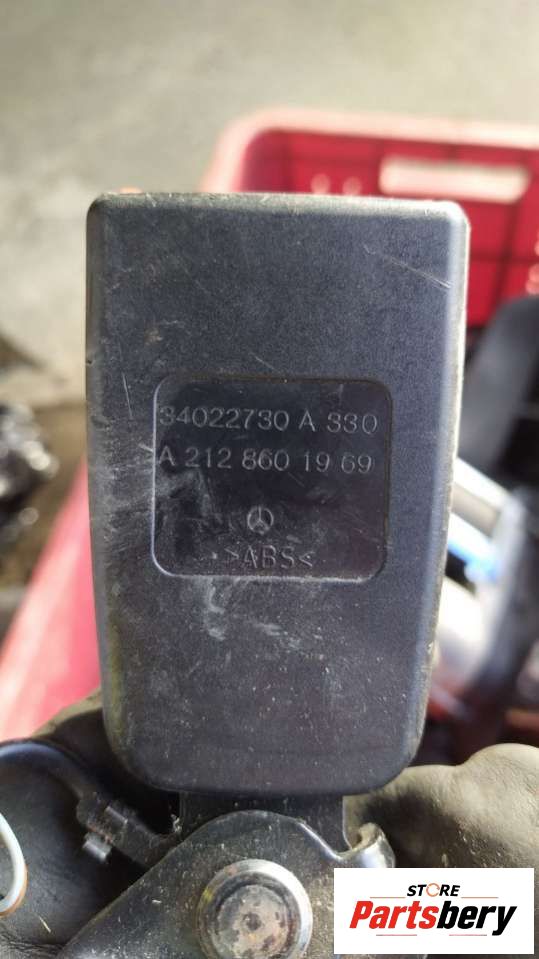 34022730 A 330
A 212 860 19 69
>ABS<
STORE
Partsbery